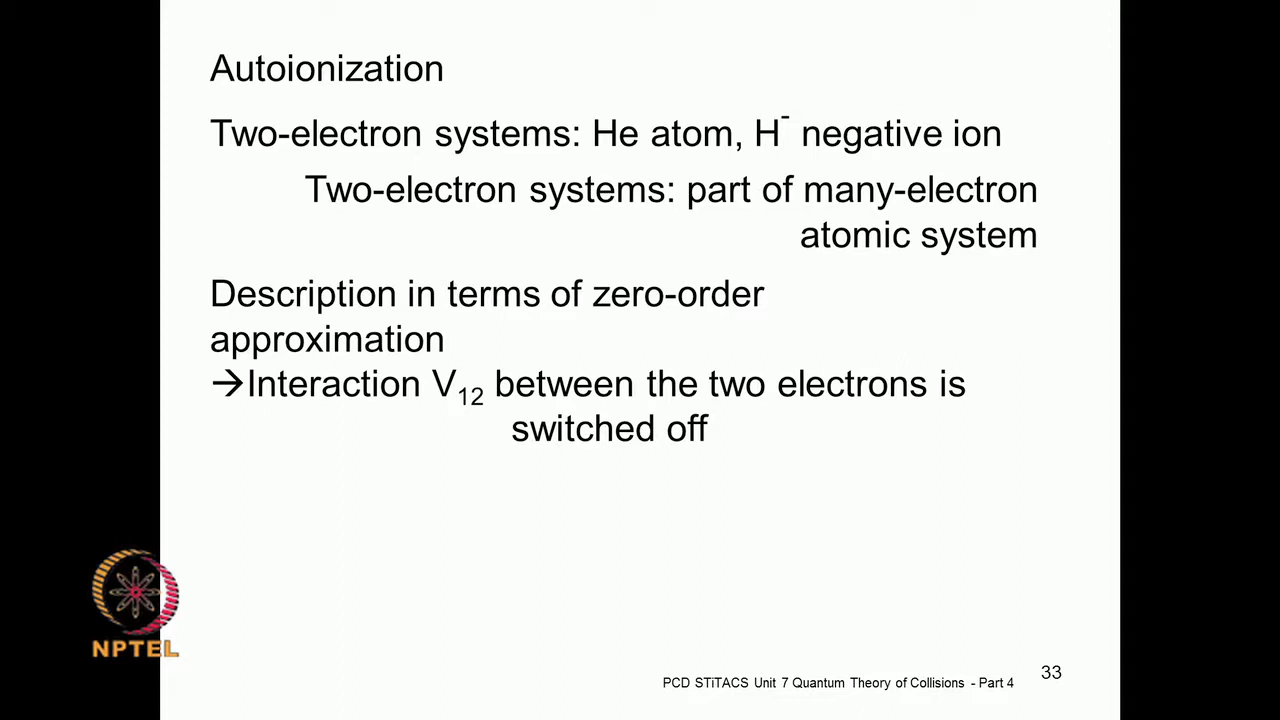 Autoionization
Two-electron systems: He atom, H⁻ negative ion
Two-electron systems: part of many-electron
atomic system
Description in terms of zero-order
approximation
→Interaction V₁₂ between the two electrons is
switched off
NPTEL
PCD STiTACS Unit 7 Quantum Theory of Collisions - Part 4
33